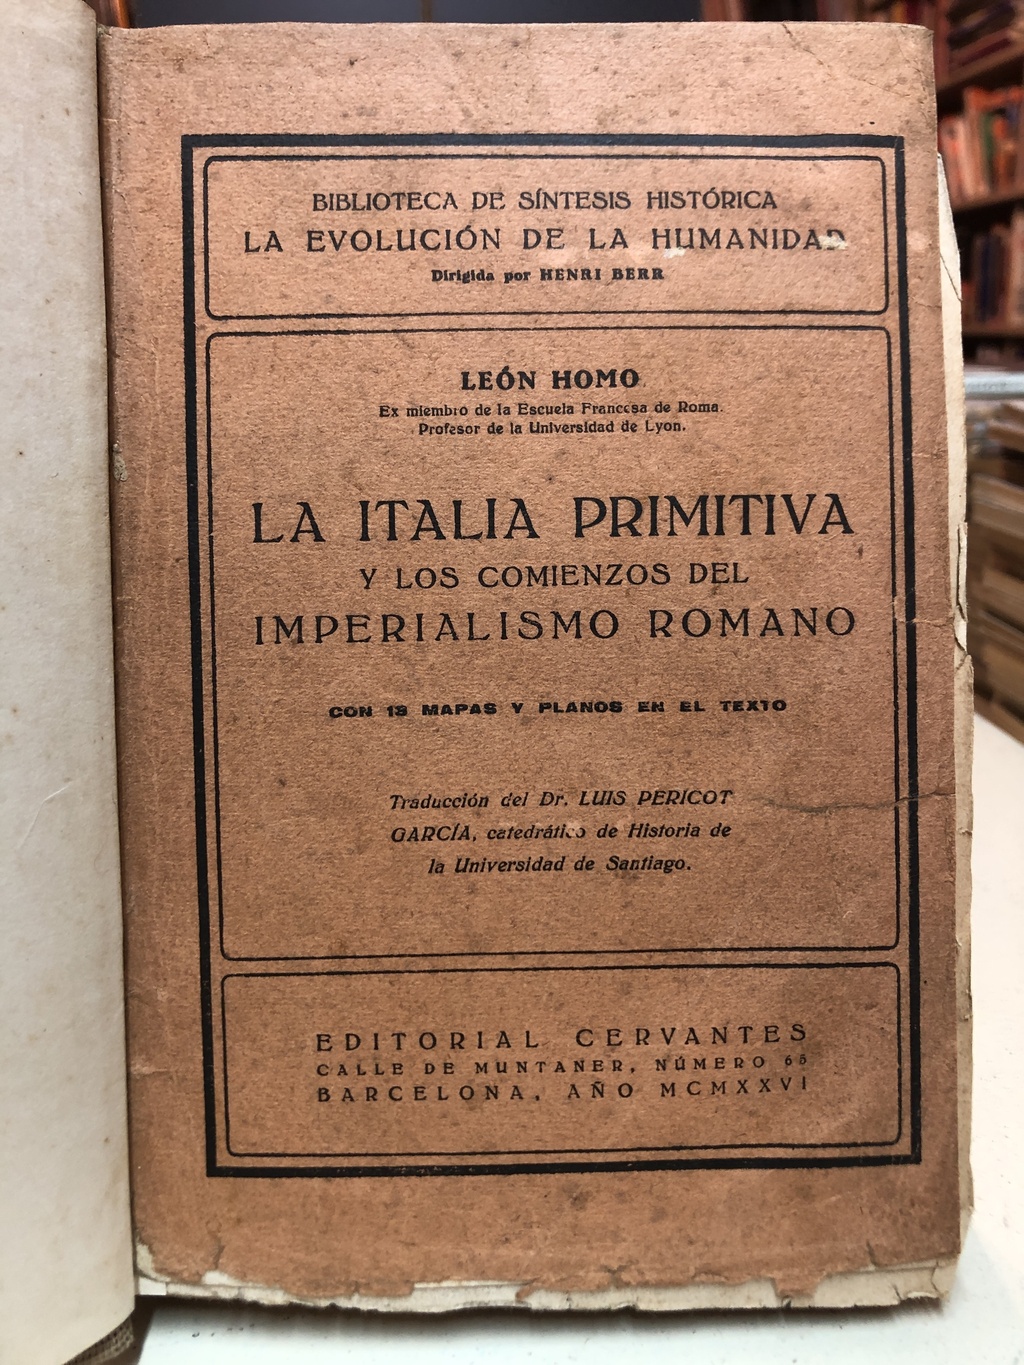 BIBLIOTECA DE SÍNTESIS HISTÓRICA
LA EVOLUCIÓN DE LA HUMANIDAD
Dirigida por HENRI BERR
LEÓN HOMO
Ex miembro de la Escuela Francesa de Roma.
Profesor de la Universidad de Lyon.
LA ITALIA PRIMITIVA
Y LOS COMIENZOS DEL
IMPERIALISMO ROMANO
CON 13 MAPAS Y PLANOS EN EL TEXTO
Traducción del Dr. LUIS PERICOT
GARCÍA, catedrático de Historia de
la Universidad de Santiago.
EDITORIAL CERVANTES
CALLE DE MUNTANER, NÚMERO 65
BARCELONA, AÑO MCMXXVI